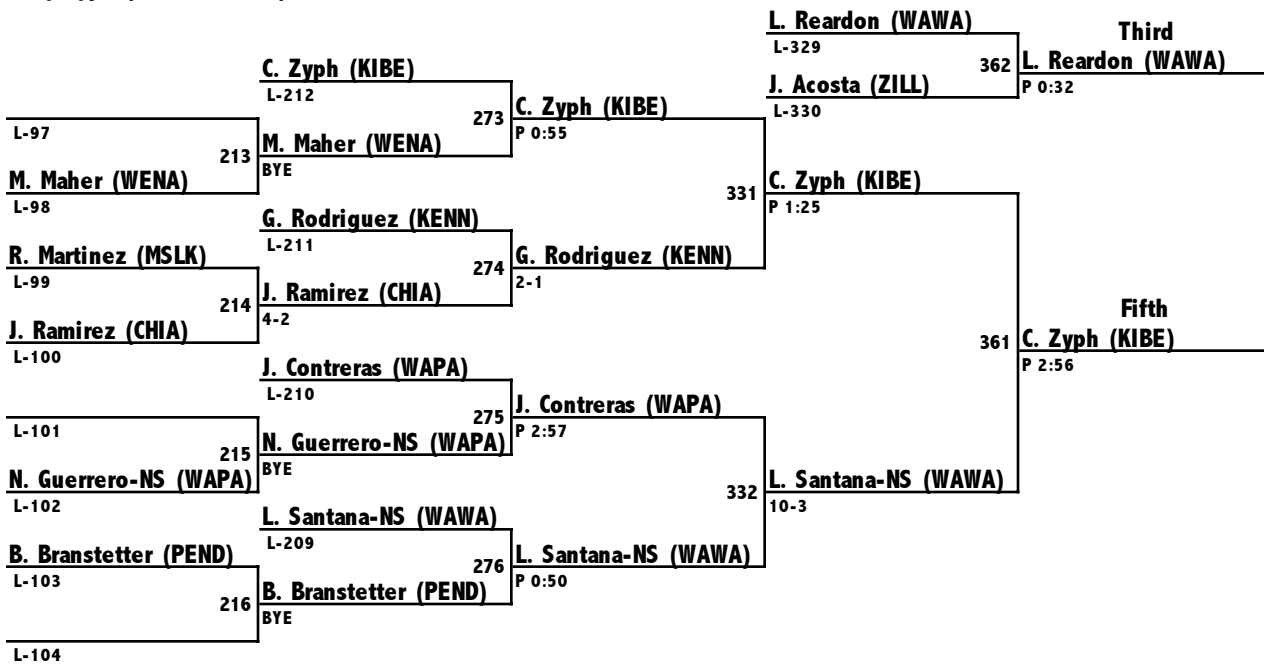 L. Reardon (WAWA)
L-329
Third
362
L. Reardon (WAWA)
P 0:32
J. Acosta (ZILL)
L-330
C. Zyph (KIBE)
L-212
273
C. Zyph (KIBE)
P 0:55
L-97
213
M. Maher (WENA)
BYE
M. Maher (WENA)
L-98
331
C. Zyph (KIBE)
P 1:25
G. Rodriguez (KENN)
L-211
R. Martinez (MSLK)
L-99
274
G. Rodriguez (KENN)
2-1
214
J. Ramirez (CHIA)
4-2
J. Ramirez (CHIA)
L-100
Fifth
361
C. Zyph (KIBE)
P 2:56
J. Contreras (WAPA)
L-210
275
J. Contreras (WAPA)
P 2:57
L-101
215
N. Guerrero-NS (WAPA)
BYE
N. Guerrero-NS (WAPA)
L-102
332
L. Santana-NS (WAWA)
10-3
L. Santana-NS (WAWA)
L-209
B. Branstetter (PEND)
L-103
276
L. Santana-NS (WAWA)
P 0:50
216
B. Branstetter (PEND)
BYE
L-104